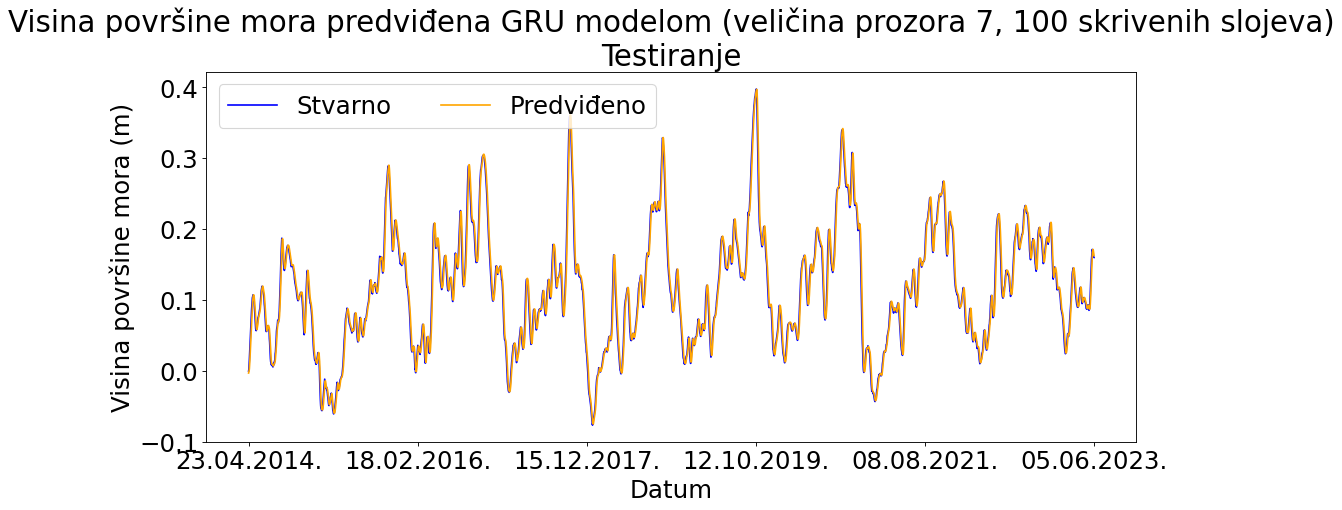 Visina površine mora predviđena GRU modelom (veličina prozora 7, 100 skrivenih slojeva)
Testiranje
Stvarno
Predviđeno
Visina površine mora (m)
0.4
0.3
0.2
0.1
0.0
−0.1
23.04.2014.
18.02.2016.
15.12.2017.
12.10.2019.
08.08.2021.
05.06.2023.
Datum